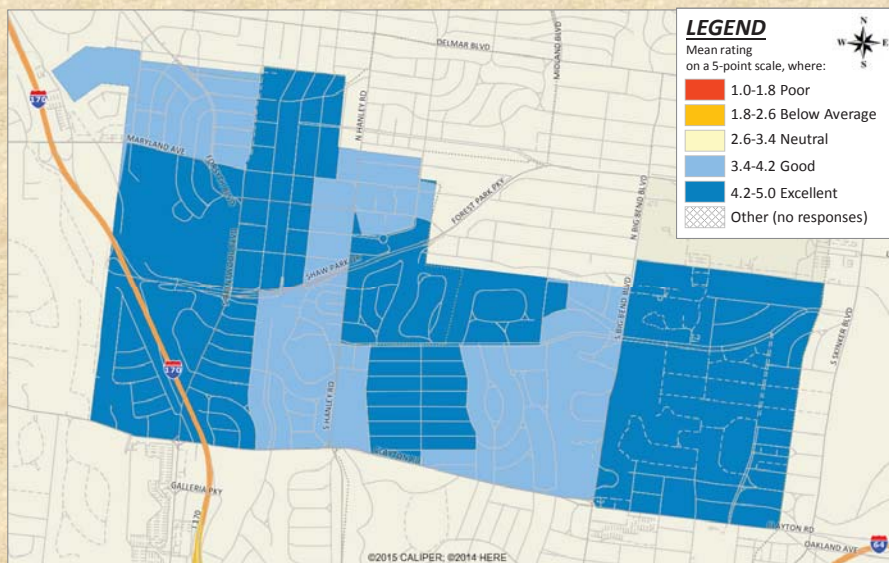 LEGEND
Mean rating
on a 5-point scale, where:
1.0-1.8 Poor
1.8-2.6 Below Average
2.6-3.4 Neutral
3.4-4.2 Good
4.2-5.0 Excellent
Other (no responses)
N
W
E
S
DELMAR BLVD
MIDLAND BLVD
170
N HANLEY RD
MARYLAND AVE
FOREST PARK PKY
N BIG BEND BLVD
SHAW PARK
S BIG BEND BLVD
S SKINKER BLVD
170
S HANLEY RD
GALLERIA PKY
I 170
CLAYTON RD
OAKLAND AVE
64
©2015 CALIPER; ©2014 HERE